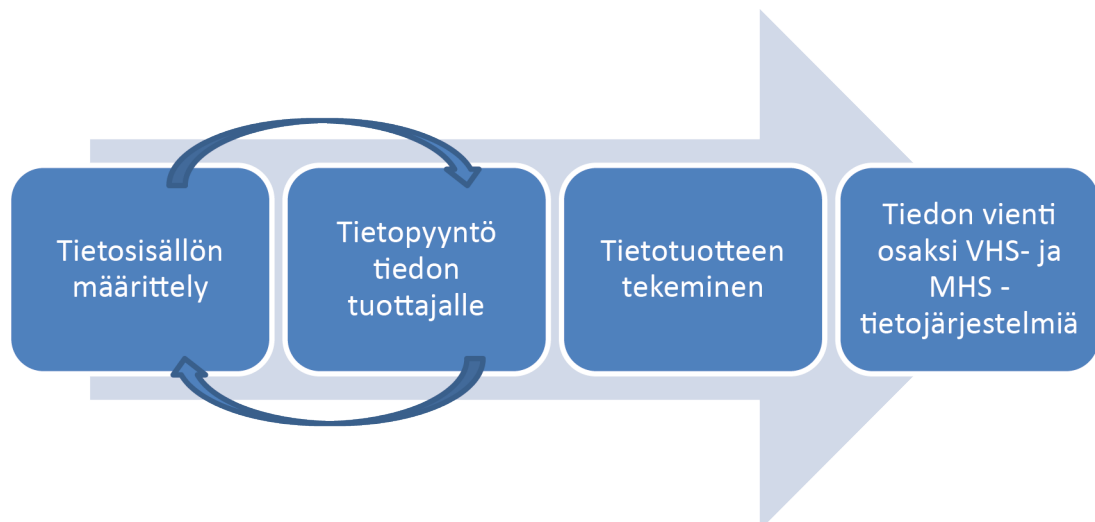 Tietosisällön
määrittely
Tietopyyntö
tiedon
tuottajalle
Tietotuotteen
tekeminen
Tiedon vienti
osaksi VHS- ja
MHS -
tietojärjestelmiä